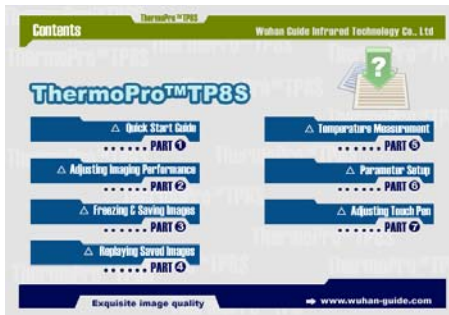 ThermoPro™TP8S
Contents
Wuhan Guide Infrared Technology Co., Ltd
?
ThermoPro™TP8S
△ Quick Start Guide
...... PART ①
△ Adjusting Imaging Performance
...... PART ②
△ Freezing & Saving Images
...... PART ③
△ Replaying Saved Images
...... PART ④
△ Temperature Measurement
...... PART ⑤
△ Parameter Setup
...... PART ⑥
△ Adjusting Touch Pen
...... PART ⑦
Exquisite image quality
➡ www.wuhan-guide.com